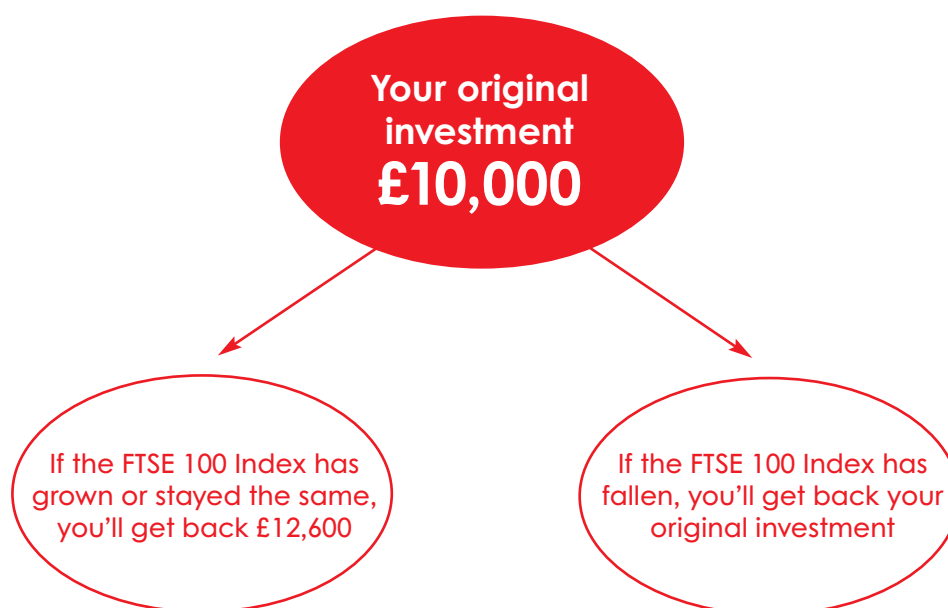 Your original
investment
£10,000
If the FTSE 100 Index has
grown or stayed the same,
you’ll get back £12,600
If the FTSE 100 Index has
fallen, you’ll get back your
original investment